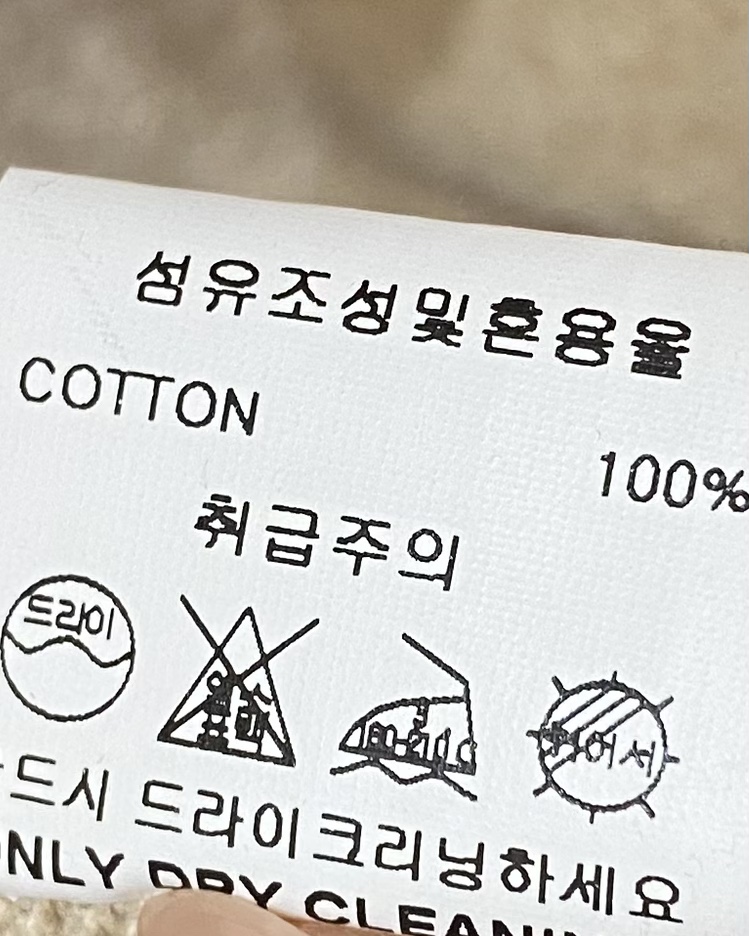 섬유조성및혼용율
COTTON 100%
취급주의
드라이
드시 드라이크리닝하세요
NLY DRY CLEANIN